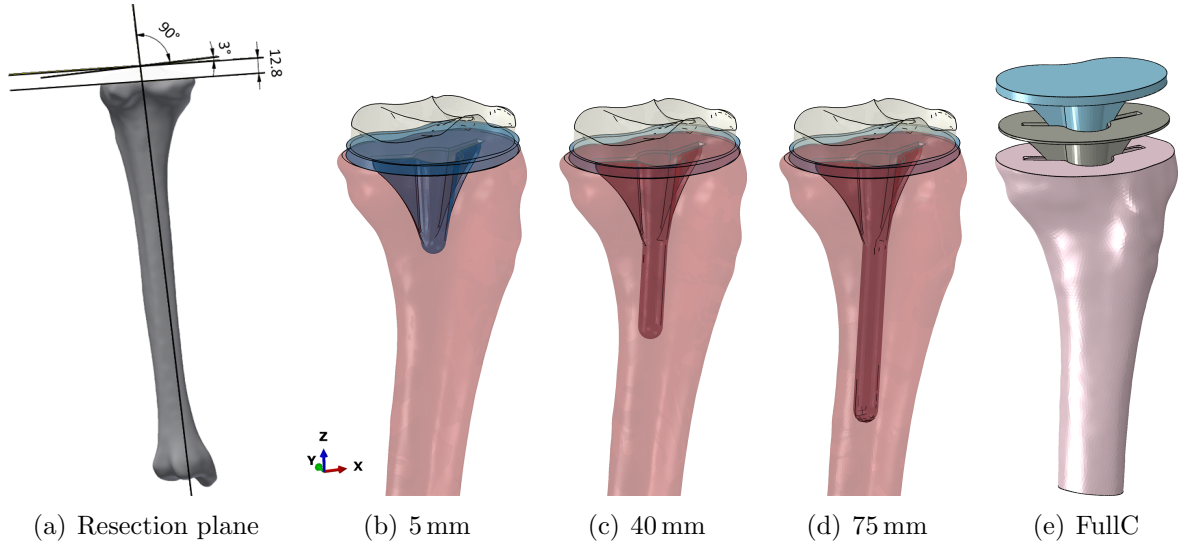 90°
3°
12.8
Z
Y
X
(a) Resection plane
(b) 5 mm
(c) 40 mm
(d) 75 mm
(e) FullC